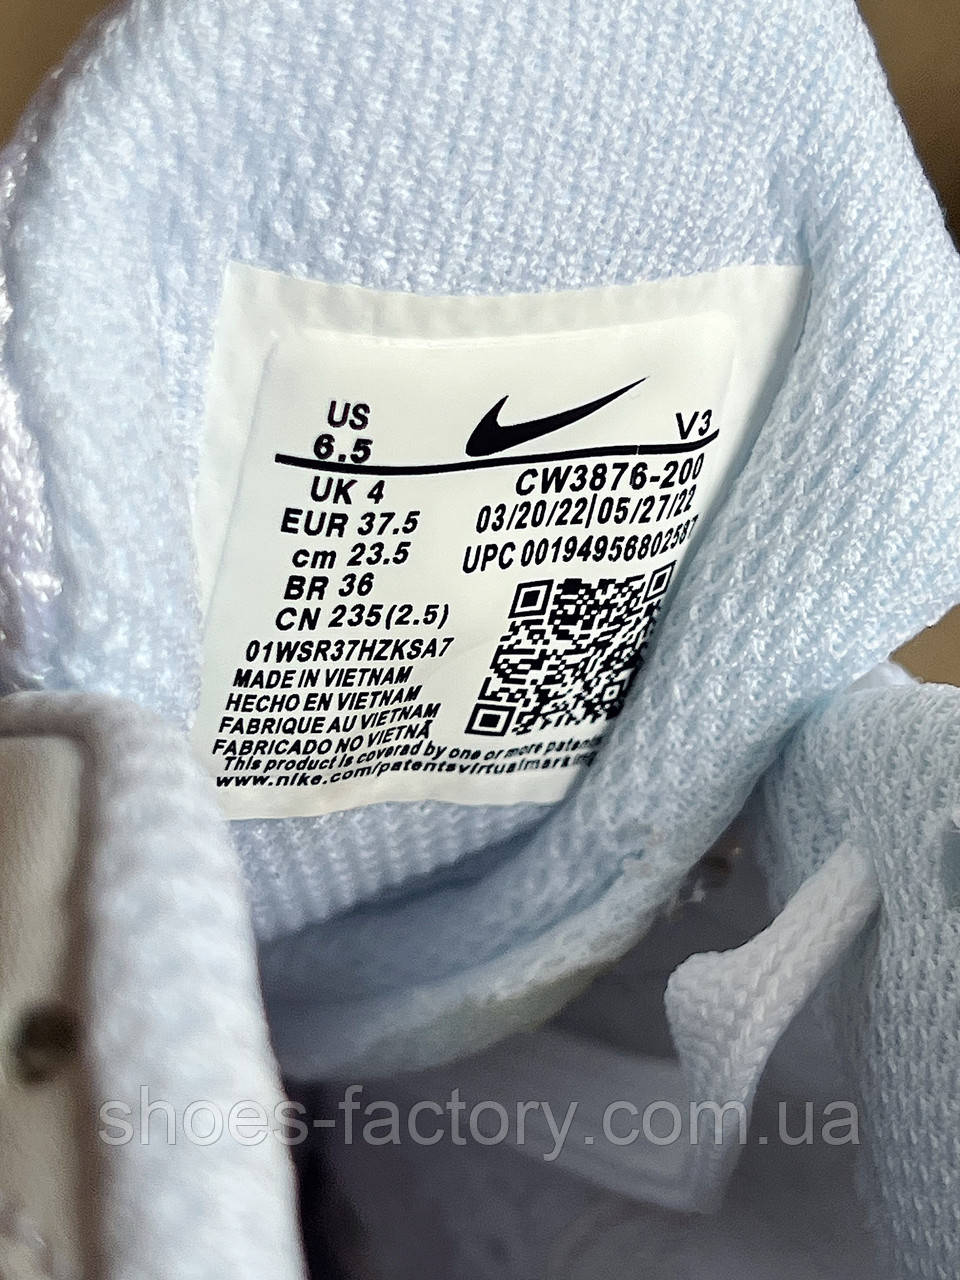 US
6.5
V3
UK 4
CW3876-200
EUR 37.5
03/20/22|05/27/22
cm 23.5
UPC 00194956802587
BR 36
CN 235(2.5)
01WSR37HZKSA7
MADE IN VIETNAM
HECHO EN VIETNAM
FABRIQUE AU VIETNAM
FABRICADO NO VIETNÃ
This product is covered by one or more patents
www.nike.com/patentsvirtualmarking
shoes-factory.com.ua